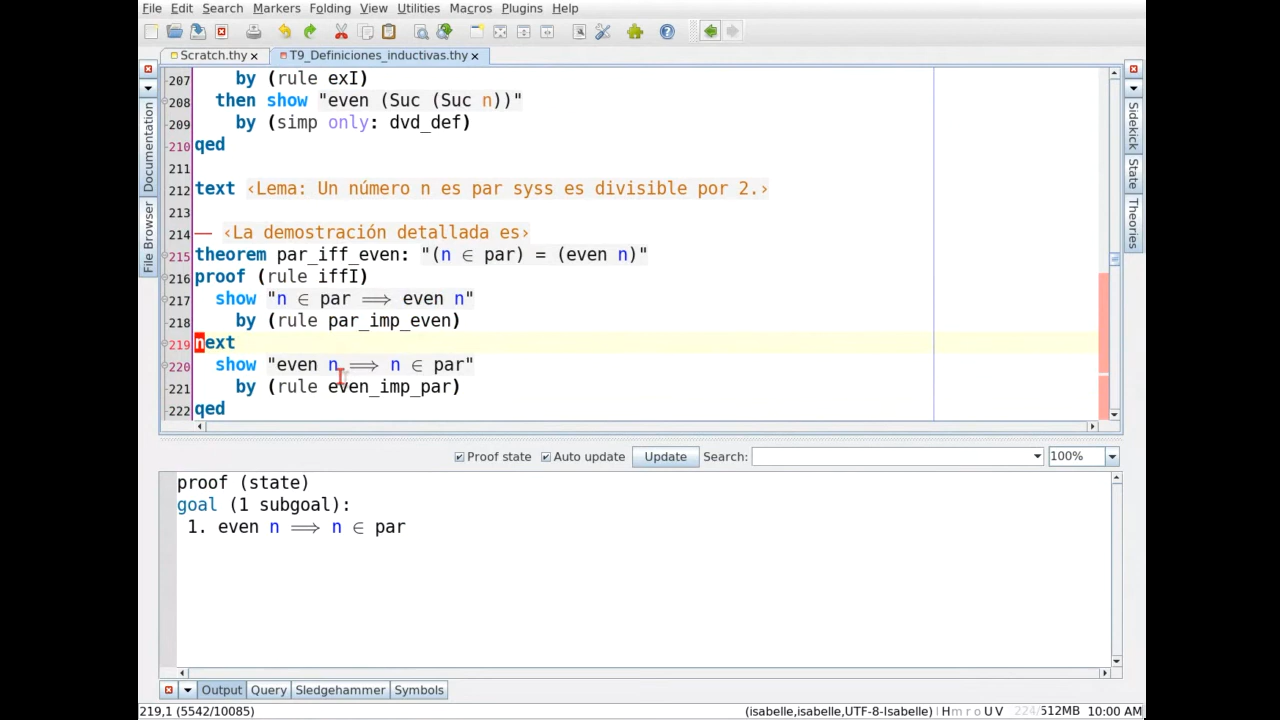 File Edit Search Markers Folding View Utilities Macros Plugins Help
Scratch.thy T9_Definiciones_inductivas.thy
207 by (rule exI)
208 then show "even (Suc (Suc n))"
209 by (simp only: dvd_def)
210 qed
211
212 text ‹Lema: Un número n es par syss es divisible por 2.›
213
214 — ‹La demostración detallada es›
215 theorem par_iff_even: "(n ∈ par) = (even n)"
216 proof (rule iffI)
217 show "n ∈ par ⟹ even n"
218 by (rule par_imp_even)
219 next
220 show "even n ⟹ n ∈ par"
221 by (rule even_imp_par)
222 qed
Documentation
File Browser
Sidekick
State
Theories
Proof state Auto update Update Search: 100%
proof (state)
goal (1 subgoal):
1. even n ⟹ n ∈ par
Output Query Sledgehammer Symbols
219,1 (5542/10085) (isabelle,isabelle,UTF-8-Isabelle) | H m r o U V 224/512MB 10:00 AM